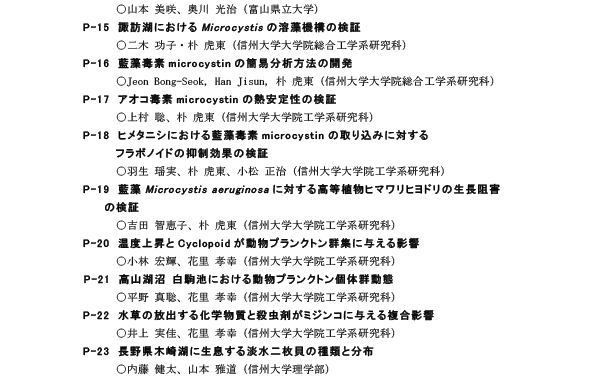 ○山本 美咲、奥川 光治（富山県立大学）
P-15 諏訪湖における Microcystis の溶藻機構の検証
○二木 功子・朴 虎東（信州大学大学院総合工学系研究科）
P-16 藍藻毒素 microcystin の簡易分析方法の開発
○Jeon Bong-Seok, Han Jisun, 朴 虎東（信州大学大学院総合工学系研究科）
P-17 アオコ毒素 microcystin の熱安定性の検証
○上村 聡、朴 虎東（信州大学大学院工学系研究科）
P-18 ヒメタニシにおける藍藻毒素 microcystin の取り込みに対する
フラボノイドの抑制効果の検証
○羽生 瑶実、朴 虎東、小松 正治（信州大学大学院工学系研究科）
P-19 藍藻 Microcystis aeruginosa に対する高等植物ヒマワリヒヨドリの生長阻害
の検証
○吉田 智恵子、朴 虎東（信州大学大学院工学系研究科）
P-20 温度上昇と Cyclopoid が動物プランクトン群集に与える影響
○小林 宏輝、花里 孝幸（信州大学大学院工学系研究科）
P-21 高山湖沼 白駒池における動物プランクトン個体群動態
○平野 真聡、花里 孝幸（信州大学大学院工学系研究科）
P-22 水草の放出する化学物質と殺虫剤がミジンコに与える複合影響
○井上 実佳、花里 孝幸（信州大学大学院工学系研究科）
P-23 長野県木崎湖に生息する淡水二枚貝の種類と分布
○内藤 健太、山本 雅道（信州大学理学部）